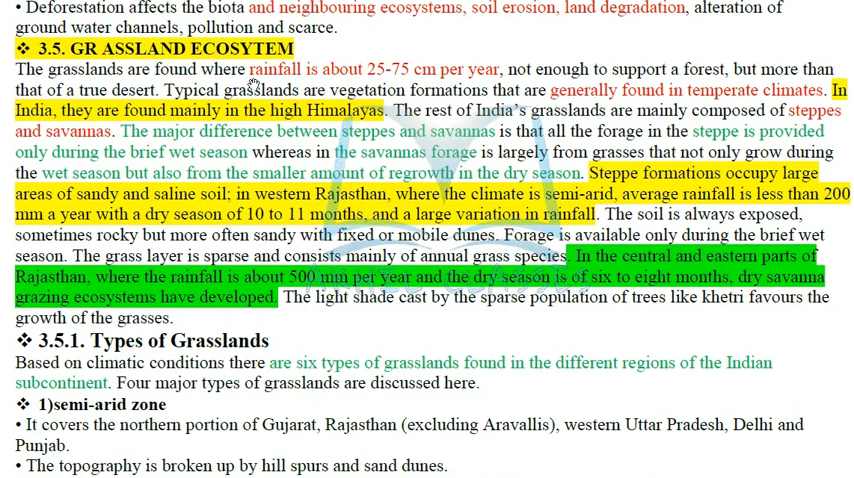 • Deforestation affects the biota and neighbouring ecosystems, soil erosion, land degradation, alteration of
ground water channels, pollution and scarce.
❖ 3.5. GR ASSLAND ECOSYTEM
The grasslands are found where rainfall is about 25-75 cm per year, not enough to support a forest, but more than
that of a true desert. Typical grasslands are vegetation formations that are generally found in temperate climates. In
India, they are found mainly in the high Himalayas. The rest of India's grasslands are mainly composed of steppes
and savannas. The major difference between steppes and savannas is that all the forage in the steppe is provided
only during the brief wet season whereas in the savannas forage is largely from grasses that not only grow during
the wet season but also from the smaller amount of regrowth in the dry season. Steppe formations occupy large
areas of sandy and saline soil; in western Rajasthan, where the climate is semi-arid, average rainfall is less than 200
mm a year with a dry season of 10 to 11 months, and a large variation in rainfall. The soil is always exposed,
sometimes rocky but more often sandy with fixed or mobile dunes. Forage is available only during the brief wet
season. The grass layer is sparse and consists mainly of annual grass species. In the central and eastern parts of
Rajasthan, where the rainfall is about 500 mm per year and the dry season is of six to eight months, dry savanna
grazing ecosystems have developed. The light shade cast by the sparse population of trees like khetri favours the
growth of the grasses.
❖ 3.5.1. Types of Grasslands
Based on climatic conditions there are six types of grasslands found in the different regions of the Indian
subcontinent. Four major types of grasslands are discussed here.
❖ 1)semi-arid zone
• It covers the northern portion of Gujarat, Rajasthan (excluding Aravallis), western Uttar Pradesh, Delhi and
Punjab.
• The topography is broken up by hill spurs and sand dunes.